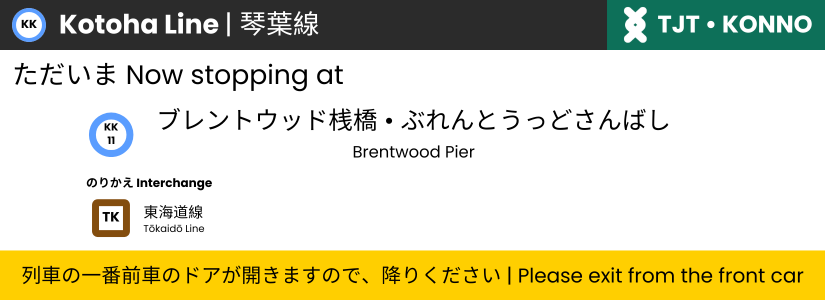 KK Kotoha Line | 琴葉線 TJT • KONNO
ただいま Now stopping at
KK
11
ブレントウッド桟橋 • ぶれんとうっどさんばし
Brentwood Pier
のりかえ Interchange
TK 東海道線
Tōkaidō Line
列車の一番前車のドアが開きますので、降りください | Please exit from the front car